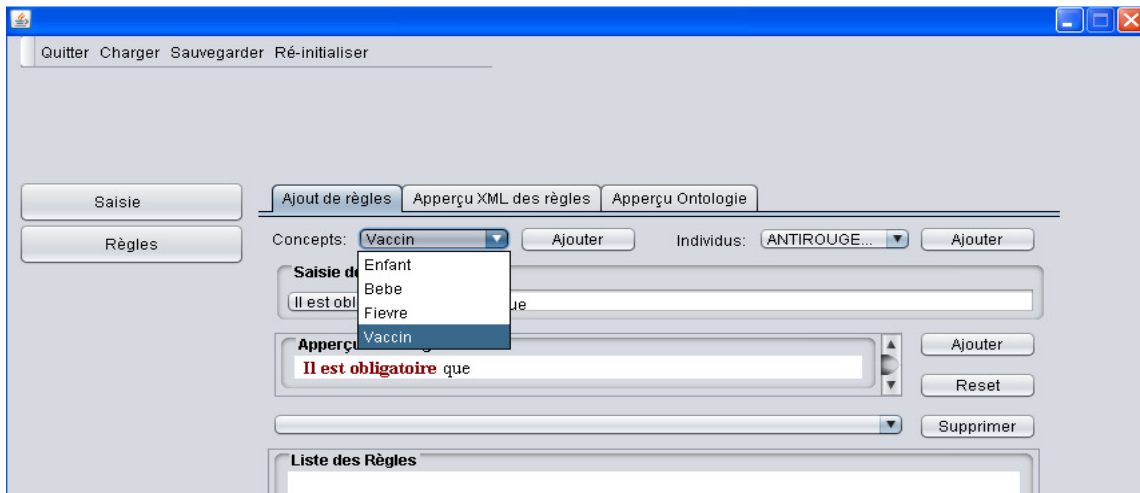 Quitter Charger Sauvegarder Ré-initialiser
Saisie
Règles
Ajout de règles Apperçu XML des règles Apperçu Ontologie
Concepts: Vaccin Ajouter Individus: ANTIROUGE... Ajouter
Enfant
Bebe
Fievre
Vaccin
Saisie
Il est
Ajouter
Il est obligatoire que
Reset
Supprimer
Liste des Règles